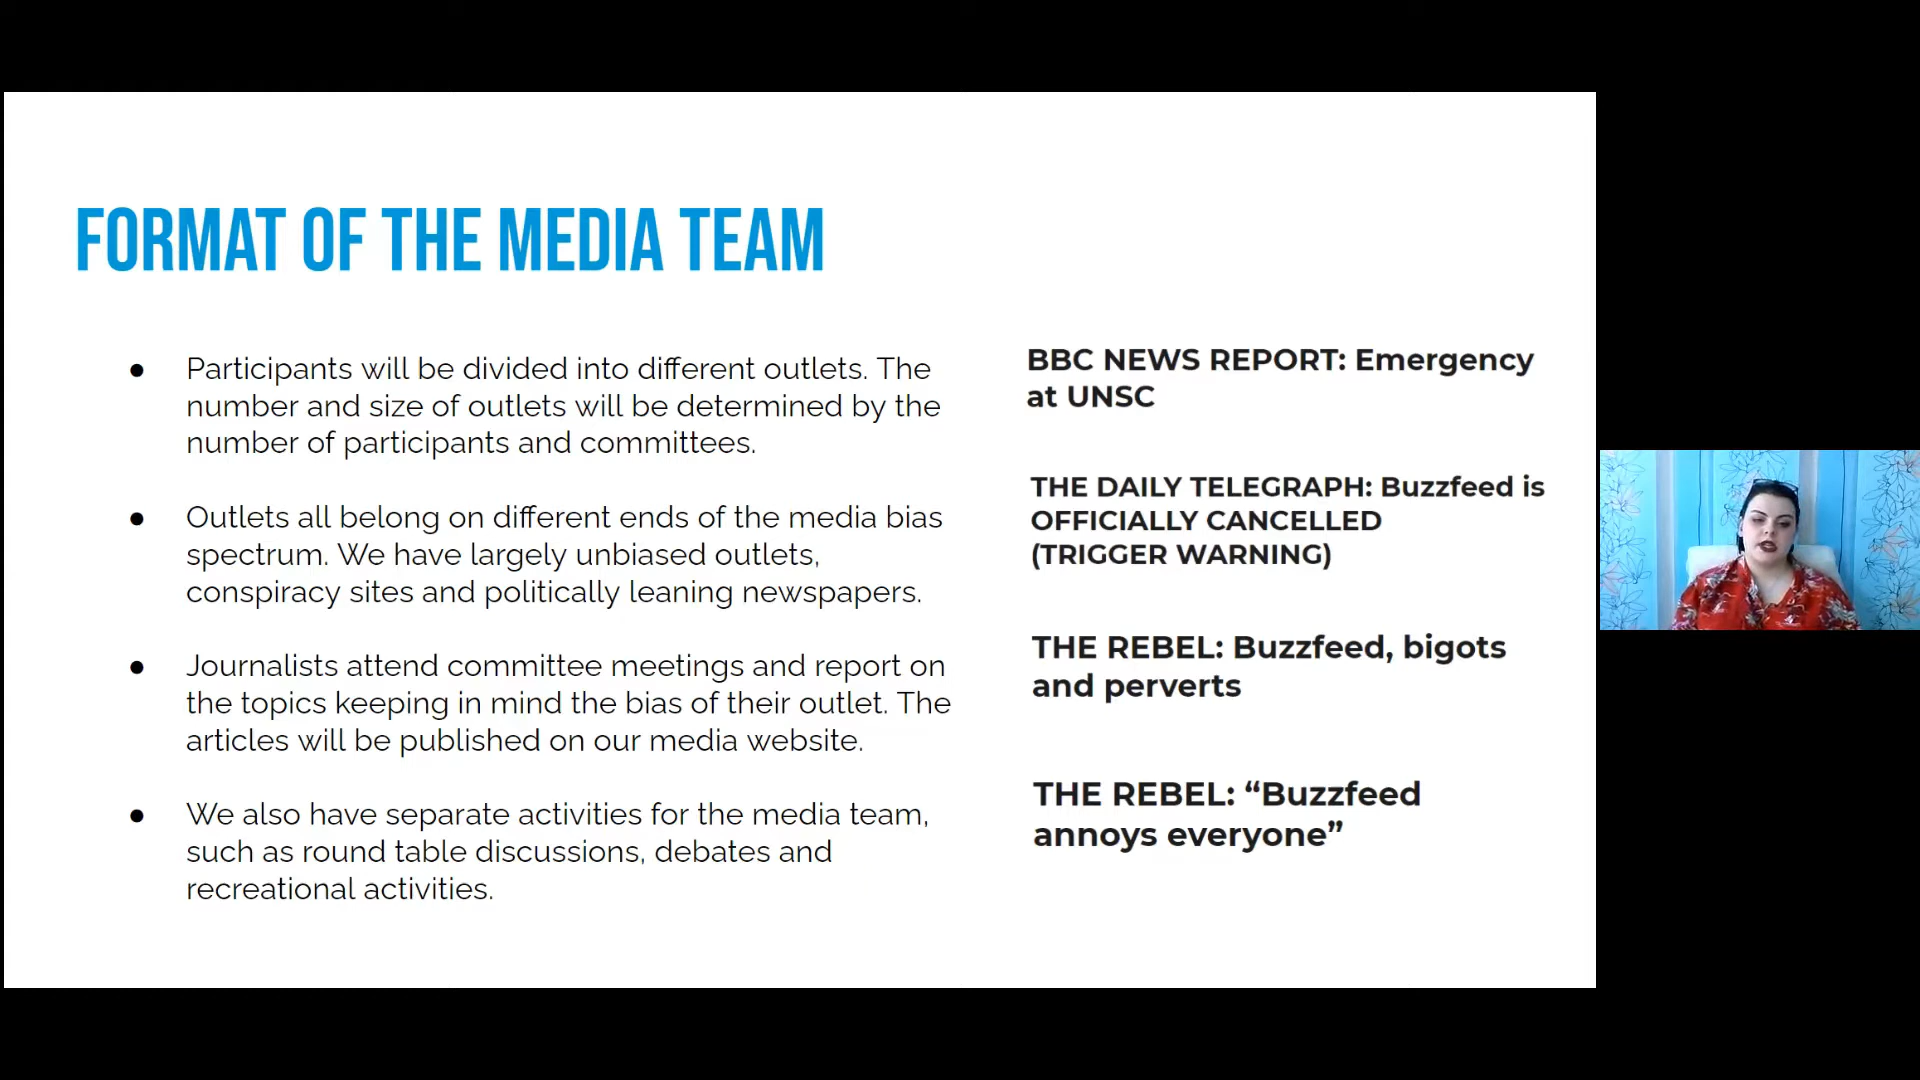 FORMAT OF THE MEDIA TEAM
● Participants will be divided into different outlets. The
number and size of outlets will be determined by the
number of participants and committees.
● Outlets all belong on different ends of the media bias
spectrum. We have largely unbiased outlets,
conspiracy sites and politically leaning newspapers.
● Journalists attend committee meetings and report on
the topics keeping in mind the bias of their outlet. The
articles will be published on our media website.
● We also have separate activities for the media team,
such as round table discussions, debates and
recreational activities.
BBC NEWS REPORT: Emergency
at UNSC
THE DAILY TELEGRAPH: Buzzfeed is
OFFICIALLY CANCELLED
(TRIGGER WARNING)
THE REBEL: Buzzfeed, bigots
and perverts
THE REBEL: “Buzzfeed
annoys everyone”